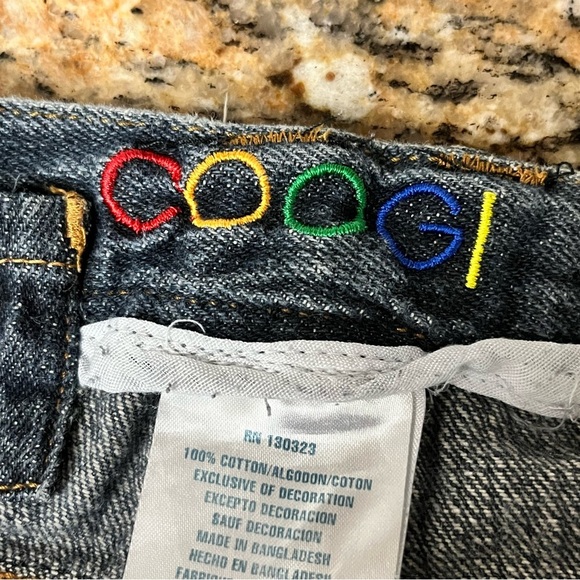 COOGI
RN 130323
100% COTTON/ALGODON/COTON
EXCLUSIVE OF DECORATION
EXCEPTO DECORACION
SAUF DECORACION
MADE IN BANGLADESH
HECHO EN BANGLADESH